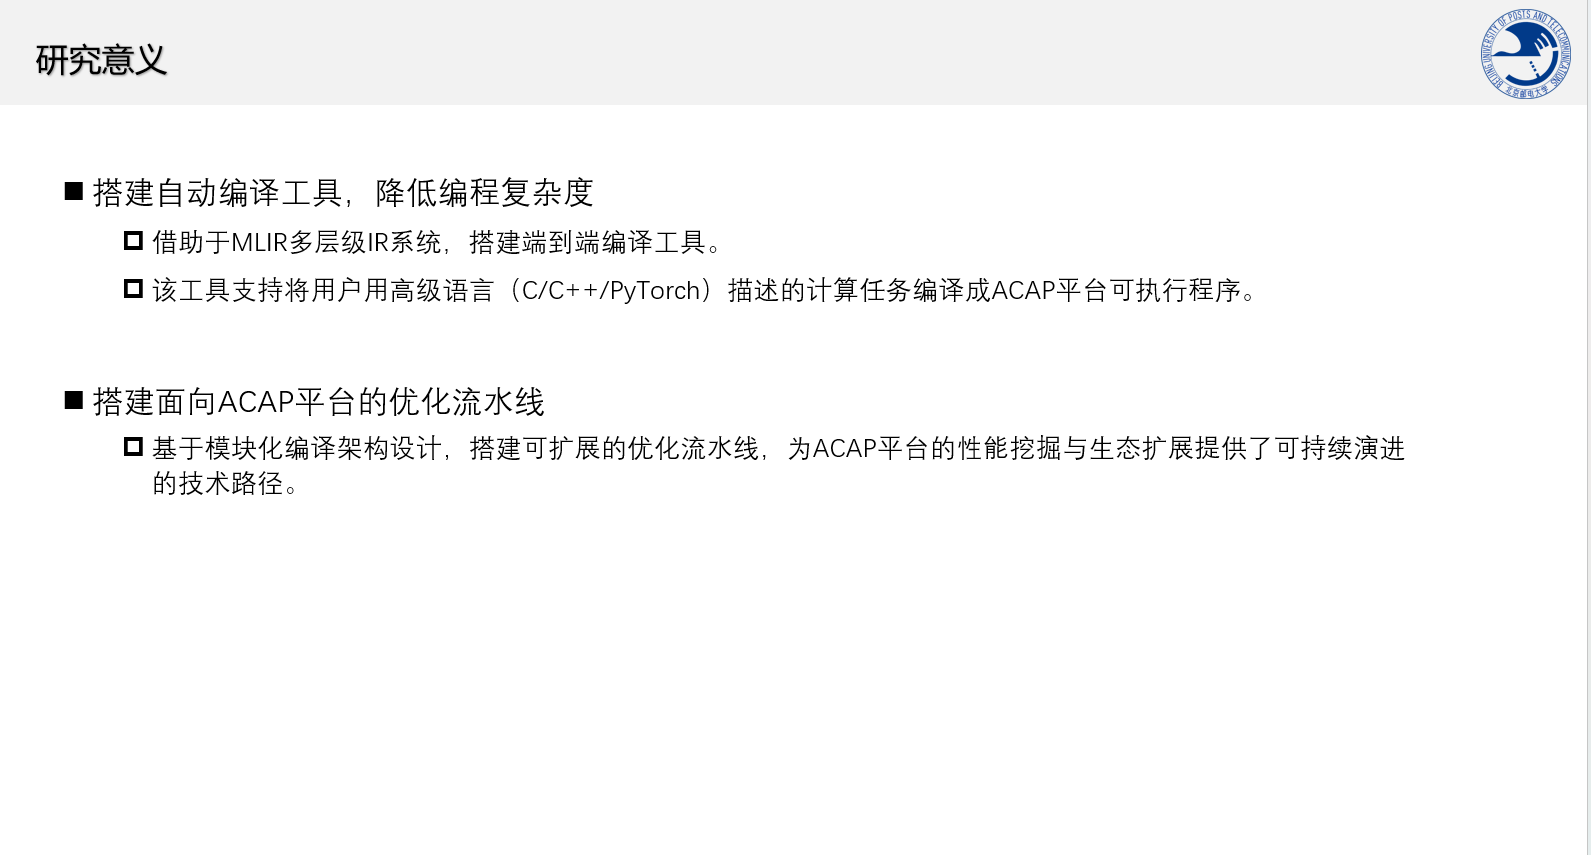 研究意义
BEIJING UNIVERSITY OF POSTS AND TELECOMMUNICATIONS
北京邮电大学
搭建自动编译工具，降低编程复杂度
借助于MLIR多层级IR系统，搭建端到端编译工具。
该工具支持将用户用高级语言（C/C++/PyTorch）描述的计算任务编译成ACAP平台可执行程序。
搭建面向ACAP平台的优化流水线
基于模块化编译架构设计，搭建可扩展的优化流水线，为ACAP平台的性能挖掘与生态扩展提供了可持续演进
的技术路径。